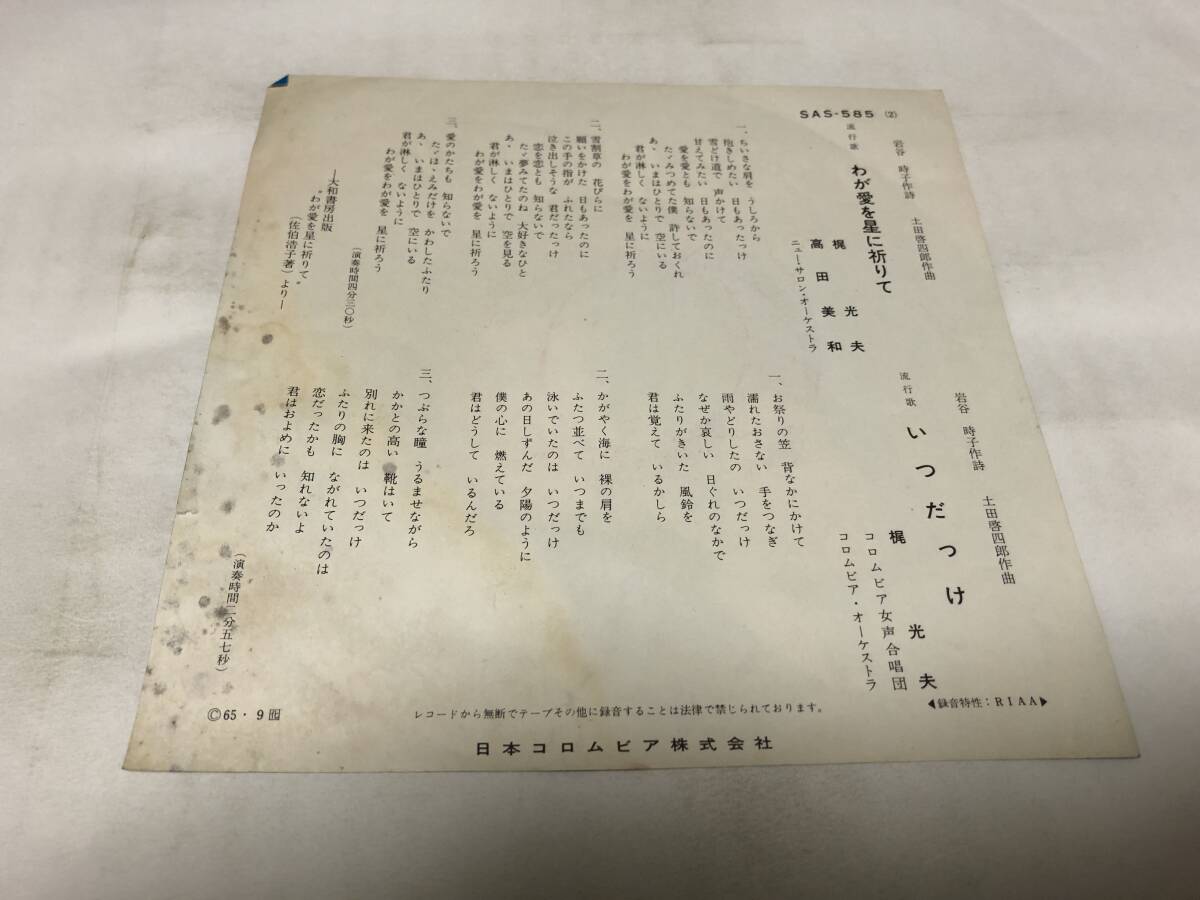 SAS-585 (2)
岩谷 時子作詩
土田啓四郎作曲
流行歌
わが愛を星に祈りて
梶 光夫
高田美和
ニュー・サロン・オーケストラ
一、ちいさな肩を うしろから
抱きしめたい 日もあったっけ
雪どけ道で 声かけて
甘えてみたい 日もあったのに
愛を愛とも 知らないで
たゞみつめてた僕 許しておくれ
あゝ いまはひとりで 空にいる
君が淋しく ないように
わが愛をわが愛を 星に祈ろう
二、雪割草の 花びらに
願いをかけた 日もあったのに
この手の指が ふれたなら
泣き出しそうな 君だったっけ
恋を恋とも 知らないで
たゞ夢みてたのね 大好きなひと
あゝ いまはひとりで 空を見る
君が淋しく ないように
わが愛をわが愛を 星に祈ろう
三、愛のかたちも 知らないで
たゞほゝえみだけを かわしたふたり
あゝ いまはひとりで 空にいる
君が淋しく ないように
わが愛をわが愛を 星に祈ろう
(演奏時間四分三〇秒)
―大和書房出版
“わが愛を星に祈りて”
(佐伯浩子著)より―
岩谷 時子作詩
土田啓四郎作曲
流行歌
いつだっけ
梶 光夫
コロムビア女声合唱団
コロムビア・オーケストラ
一、お祭りの笠 背なかにかけて
濡れたおさない 手をつなぎ
雨やどりしたの いつだっけ
なぜか哀しい 日ぐれのなかで
ふたりがきいた 風鈴を
君は覚えて いるかしら
二、かがやく海に 裸の肩を
ふたつ並べて いつまでも
泳いでいたのは いつだっけ
あの日しずんだ 夕陽のように
僕の心に 燃えている
君はどうして いるんだろ
三、つぶらな瞳 うるませながら
かかとの高い 靴はいて
別れに来たのは いつだっけ
ふたりの胸に ながれていたのは
恋だったかも 知れないよ
君はおよめに いったのか
(演奏時間二分五七秒)
◀録音特性：RIAA▶
レコードから無断でテープその他に録音することは法律で禁じられております。
Ⓒ65・9
日本コロムビア株式会社